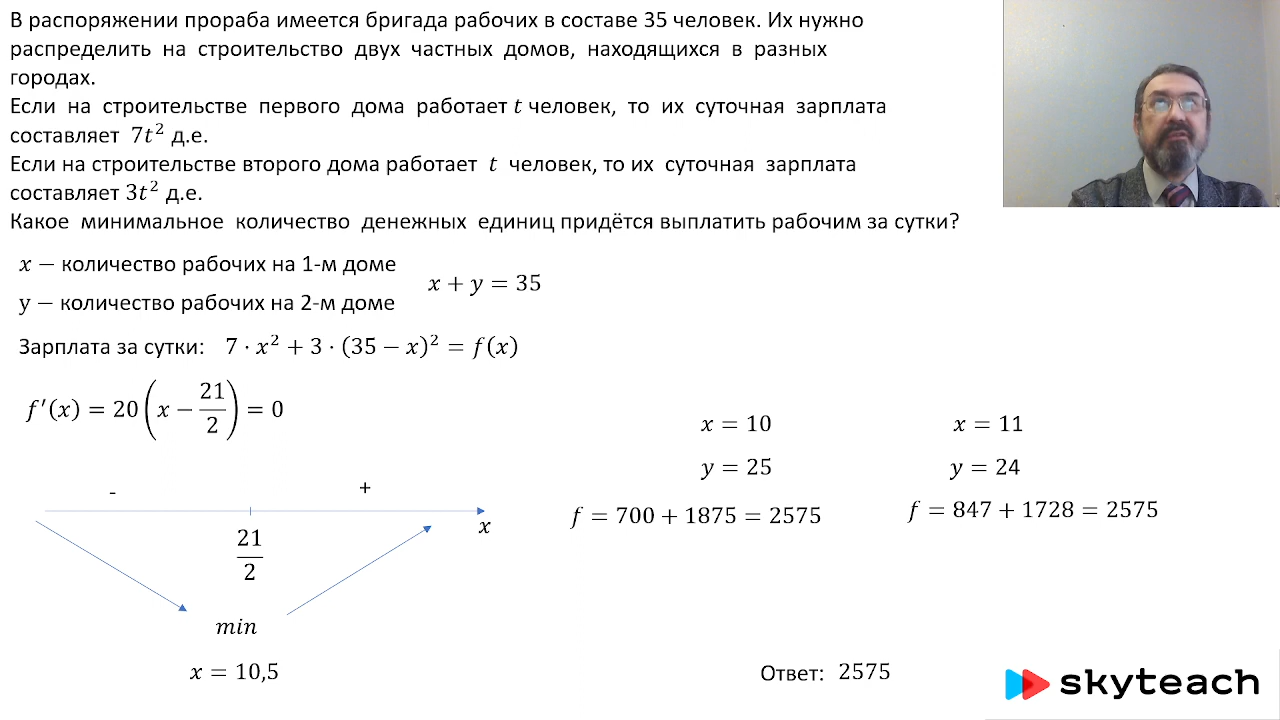 В распоряжении прораба имеется бригада рабочих в составе 35 человек. Их нужно
распределить на строительство двух частных домов, находящихся в разных
городах.
Если на строительстве первого дома работает t человек, то их суточная зарплата
составляет 7t² д.е.
Если на строительстве второго дома работает t человек, то их суточная зарплата
составляет 3t² д.е.
Какое минимальное количество денежных единиц придётся выплатить рабочим за сутки?
x − количество рабочих на 1-м доме
y − количество рабочих на 2-м доме
x + y = 35
Зарплата за сутки: 7 · x² + 3 · (35 − x)² = f(x)
f′(x) = 20(x − 21/2) = 0
- +
21/2
x
min
x = 10,5
x = 10
y = 25
f = 700 + 1875 = 2575
x = 11
y = 24
f = 847 + 1728 = 2575
Ответ: 2575
skyteach